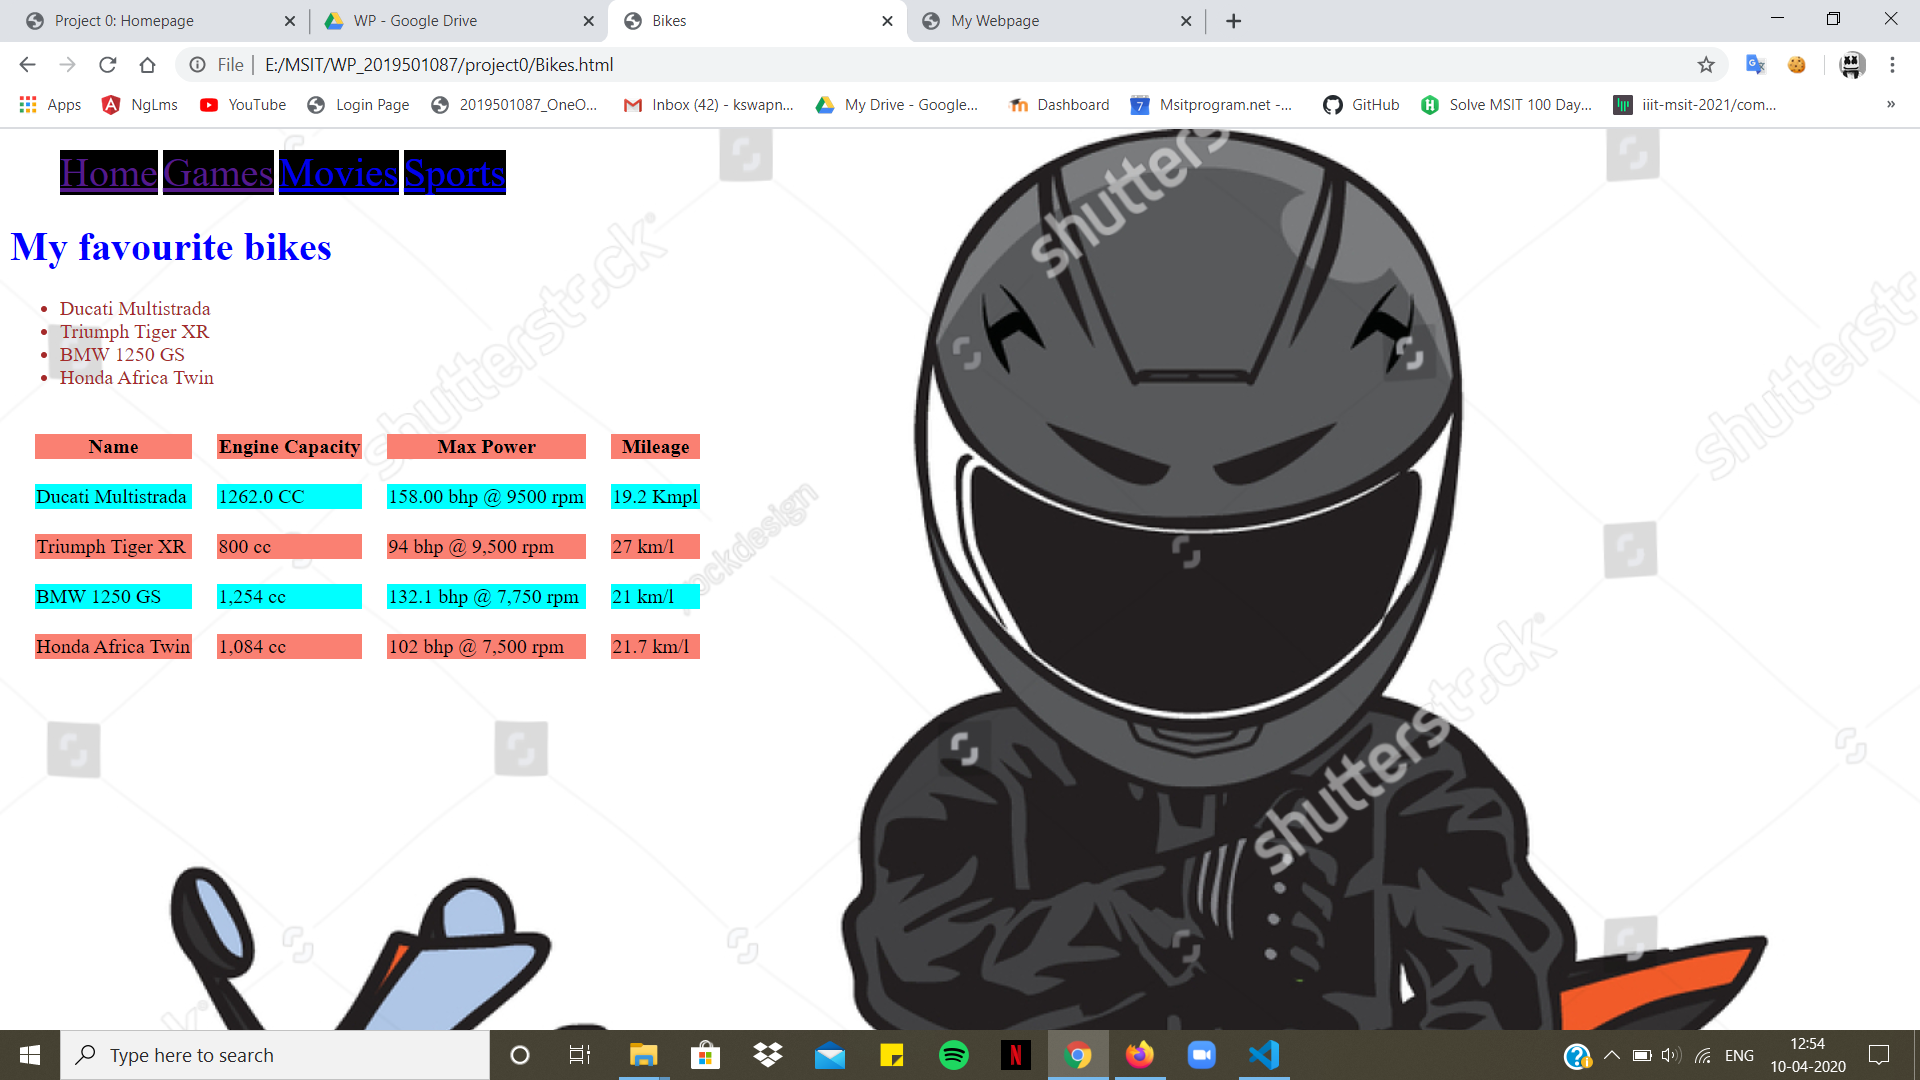 Project 0: Homepage
WP - Google Drive
Bikes
My Webpage
File
E:/MSIT/WP_2019501087/project0/Bikes.html
Apps
NgLms
YouTube
Login Page
2019501087_OneO...
Inbox (42) - kswapn...
My Drive - Google...
Dashboard
7
Msitprogram.net -...
GitHub
Solve MSIT 100 Day...
iiit-msit-2021/com...
»
Home Games Movies Sports
My favourite bikes
• Ducati Multistrada
• Triumph Tiger XR
• BMW 1250 GS
• Honda Africa Twin
Name Engine Capacity Max Power Mileage
Ducati Multistrada 1262.0 CC 158.00 bhp @ 9500 rpm 19.2 Kmpl
Triumph Tiger XR 800 cc 94 bhp @ 9,500 rpm 27 km/l
BMW 1250 GS 1,254 cc 132.1 bhp @ 7,750 rpm 21 km/l
Honda Africa Twin 1,084 cc 102 bhp @ 7,500 rpm 21.7 km/l
shutterstock
shutterstock
shutterstock
shutterstock
Type here to search
N
ENG
12:54
10-04-2020